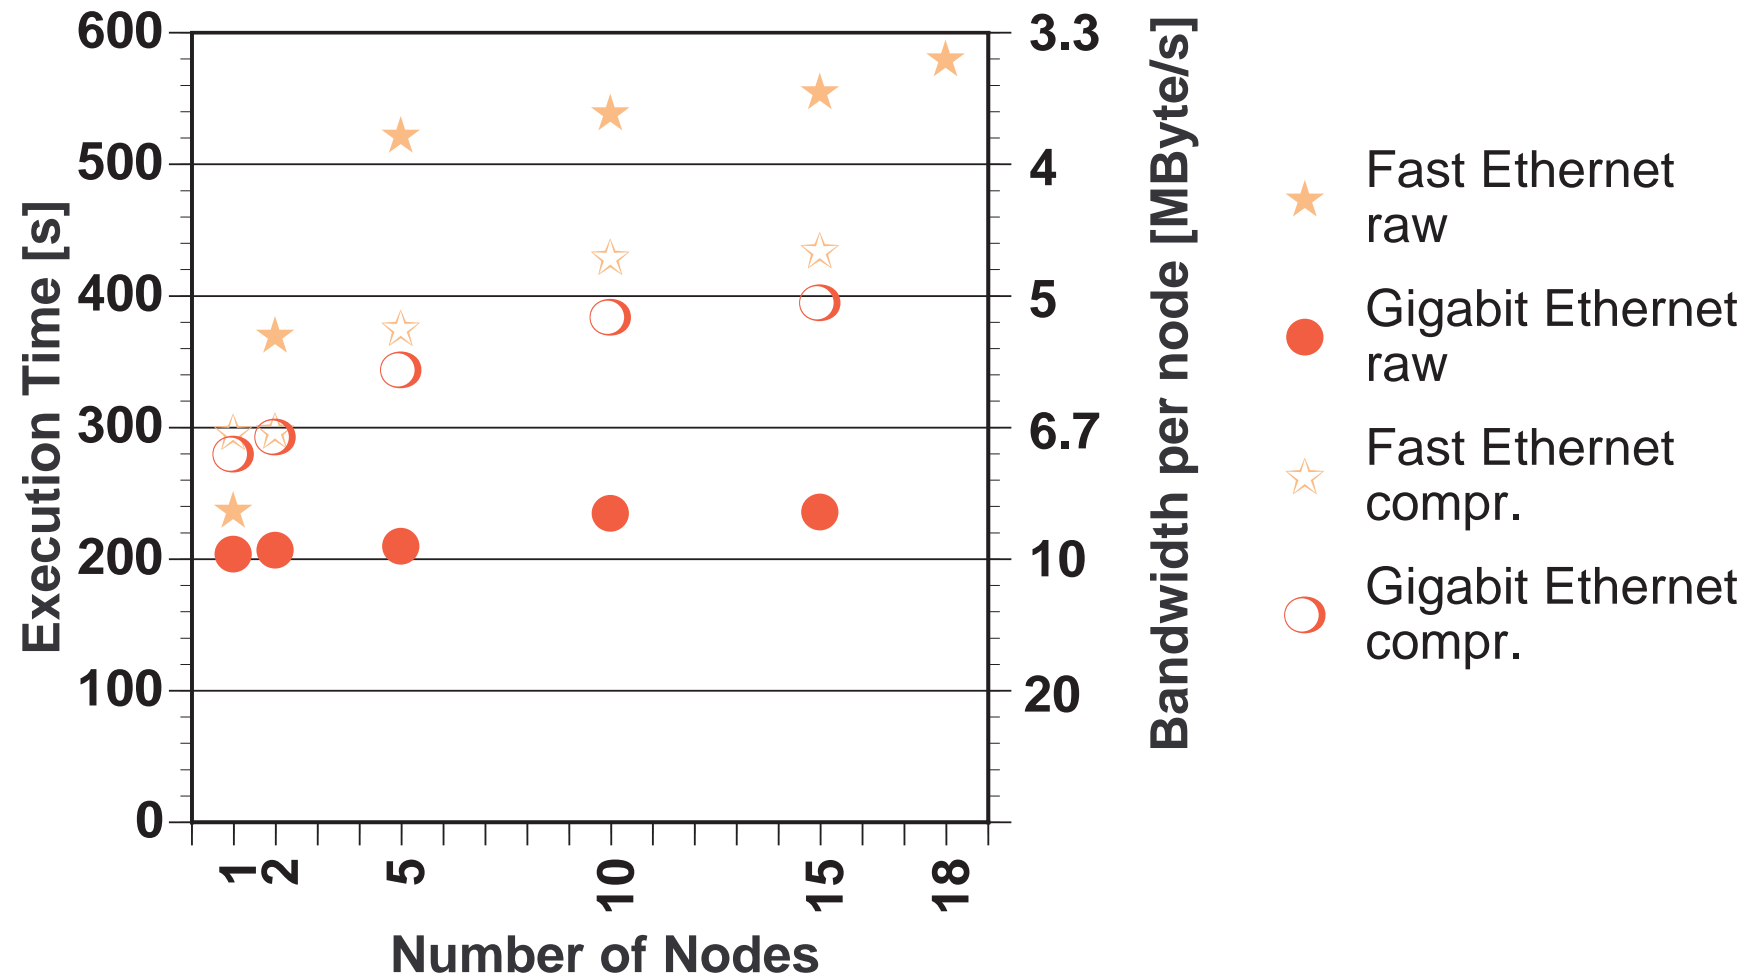 600
500
400
300
200
100
0
Execution Time [s]
3.3
4
5
6.7
10
20
Bandwidth per node [MByte/s]
1
2
5
10
15
18
Number of Nodes
Fast Ethernet
raw
Gigabit Ethernet
raw
Fast Ethernet
compr.
Gigabit Ethernet
compr.